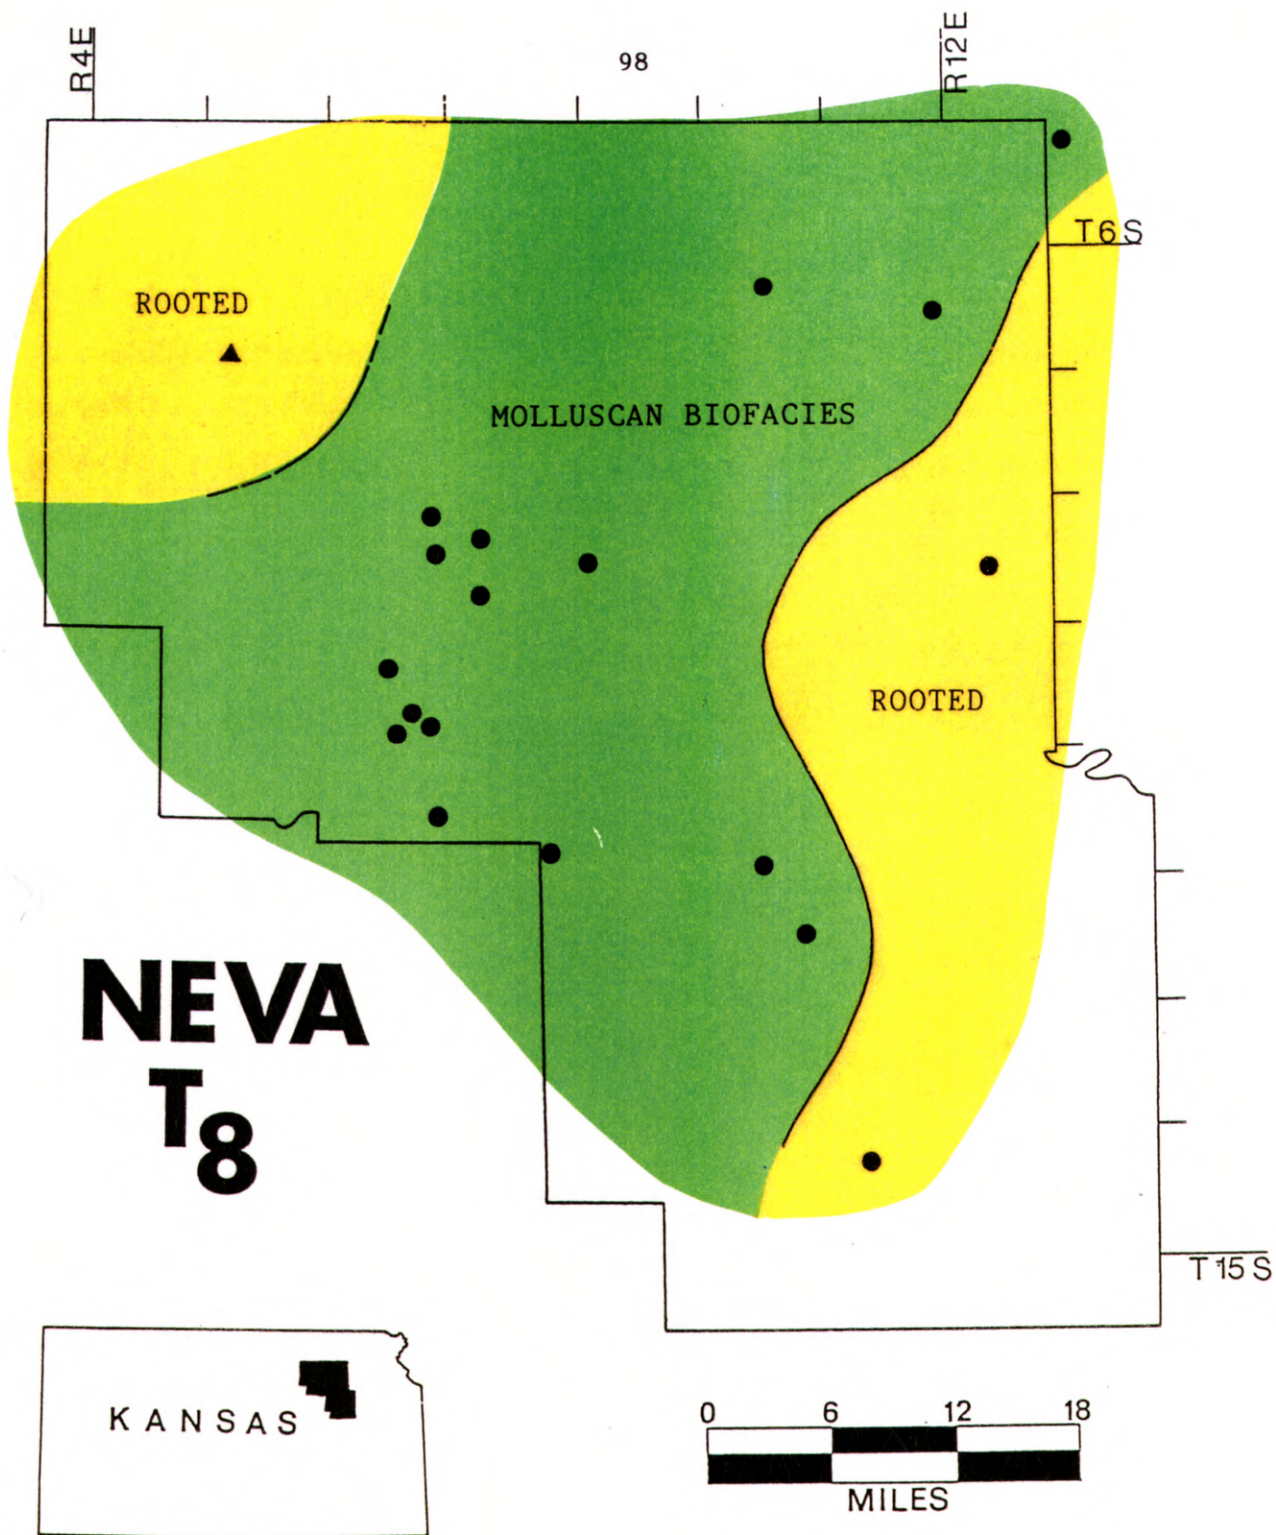 98
R4E
R12E
T6S
ROOTED
MOLLUSCAN BIOFACIES
ROOTED
NEVA
T8
T15S
KANSAS
0 6 12 18
MILES